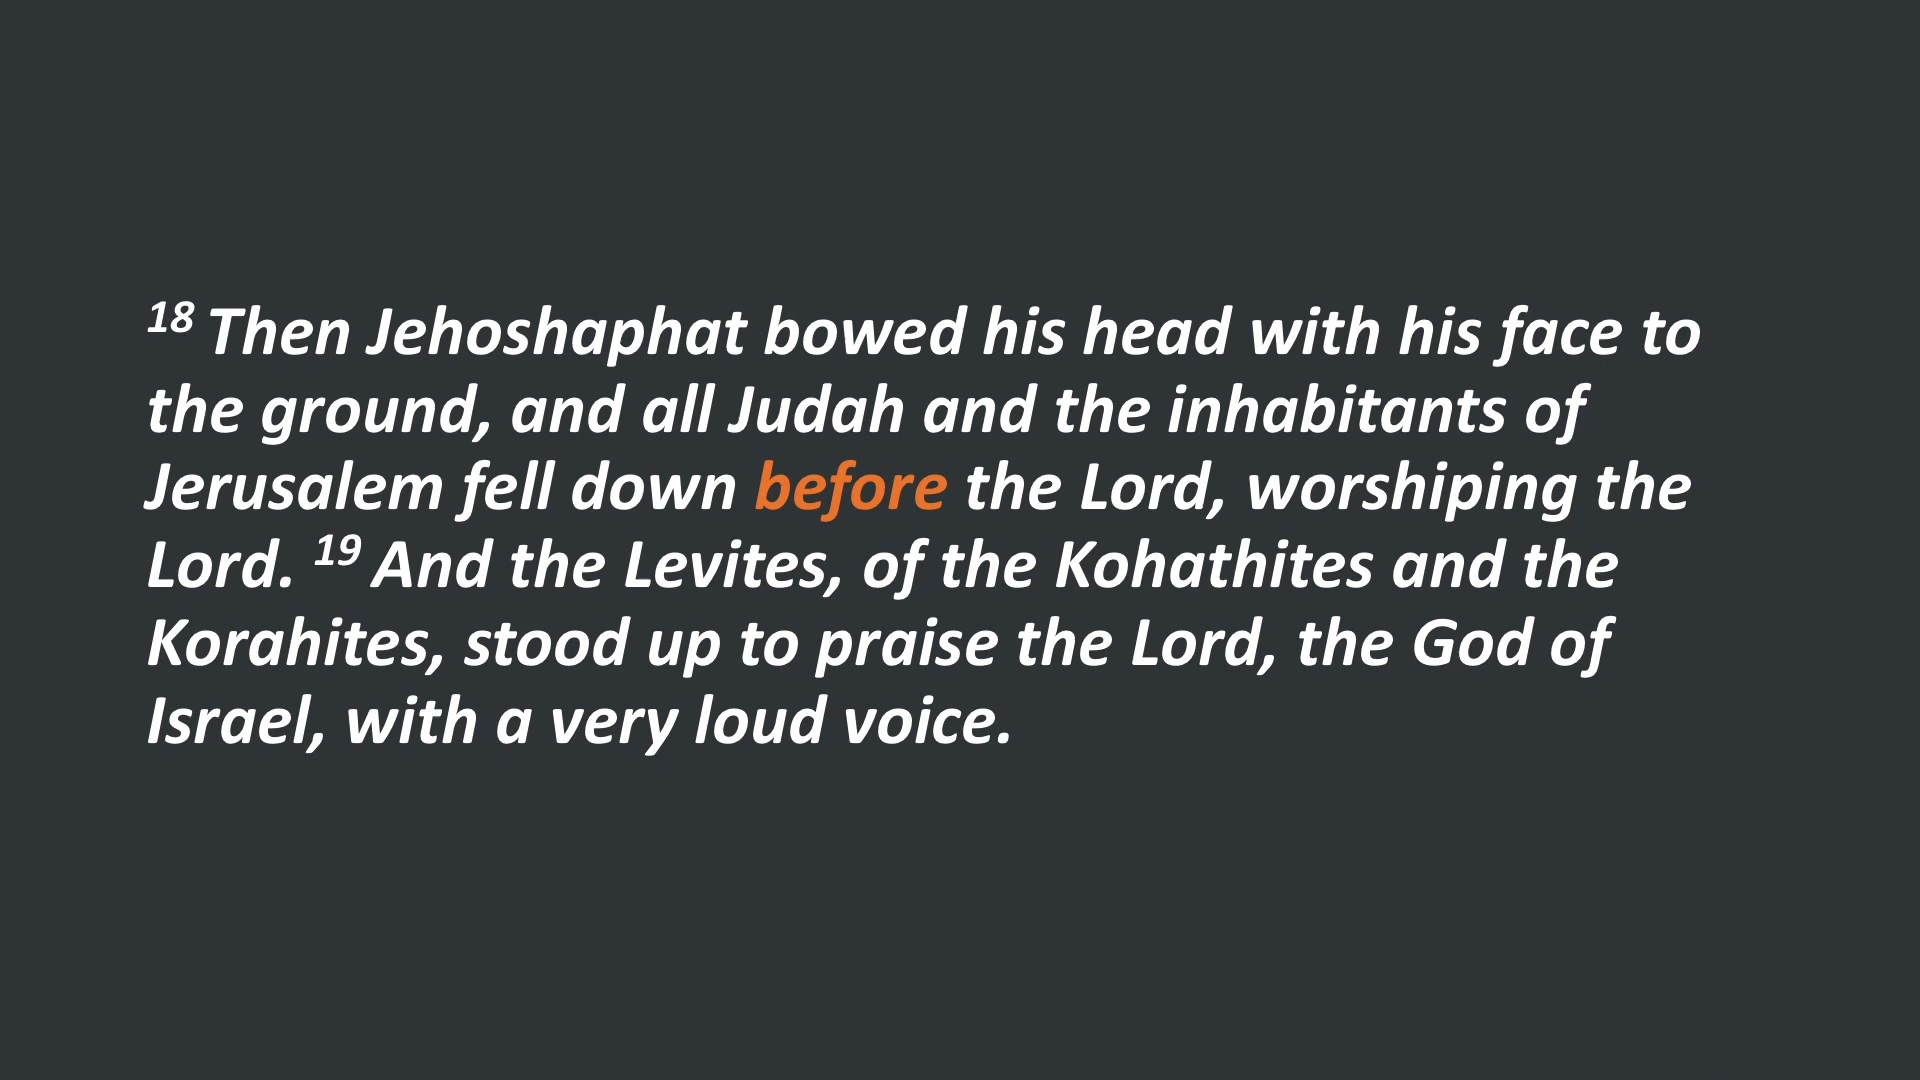 18 Then Jehoshaphat bowed his head with his face to
the ground, and all Judah and the inhabitants of
Jerusalem fell down before the Lord, worshiping the
Lord. 19 And the Levites, of the Kohathites and the
Korahites, stood up to praise the Lord, the God of
Israel, with a very loud voice.